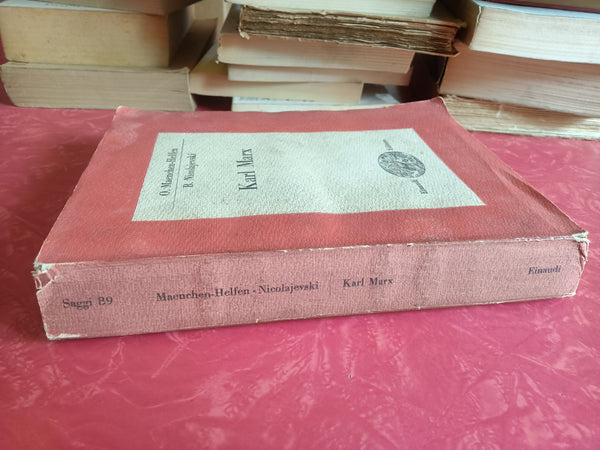 O. Maenchen-Helfen
B. Nicolajevski
Karl Marx
Saggi 89
Maenchen-Helfen - Nicolajevski
Karl Marx
Einaudi